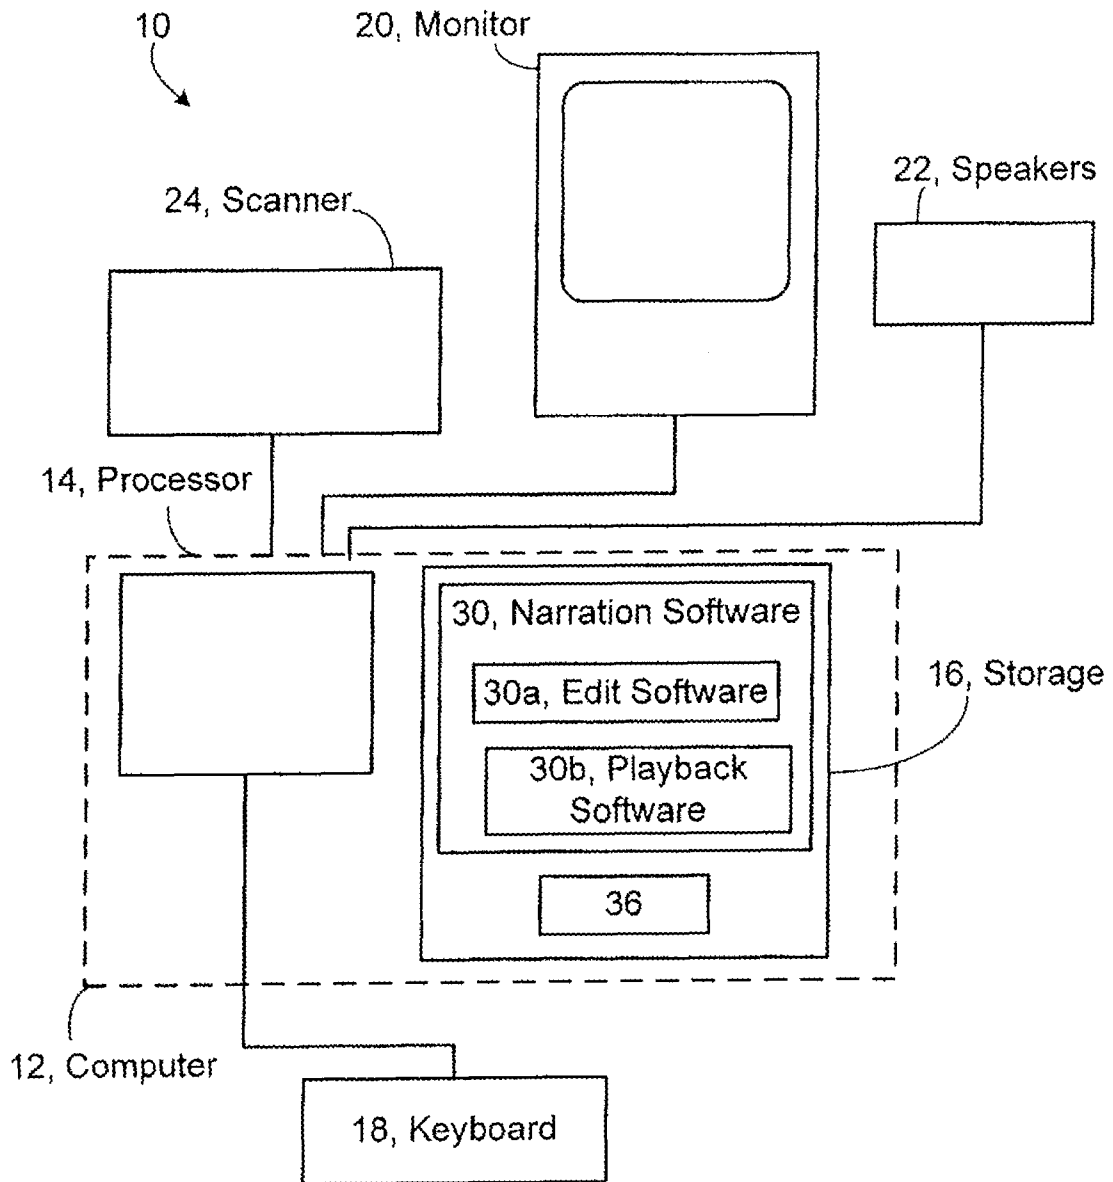 10
20, Monitor
22, Speakers
24, Scanner
14, Processor
30, Narration Software
30a, Edit Software
16, Storage
30b, Playback
Software
36
12, Computer
18, Keyboard